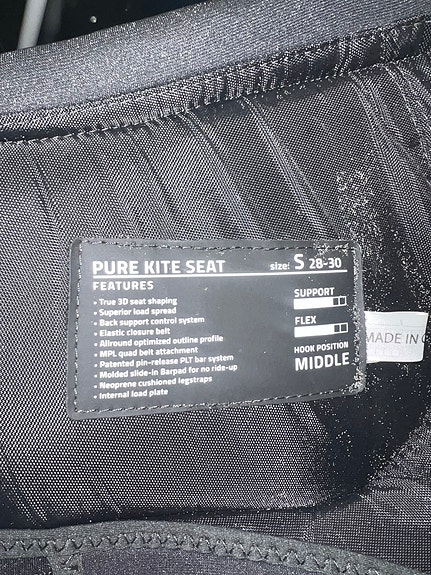 PURE KITE SEAT size: S 28-30
FEATURES
• True 3D seat shaping
• Superior load spread
• Back support control system
• Elastic closure belt
• Allround optimized outline profile
• MPL quad belt attachment
• Patented pin-release PLT bar system
• Molded slide-in Barpad for no ride-up
• Neoprene cushioned legstraps
• Internal load plate
SUPPORT
FLEX
HOOK POSITION
MIDDLE
MADE IN